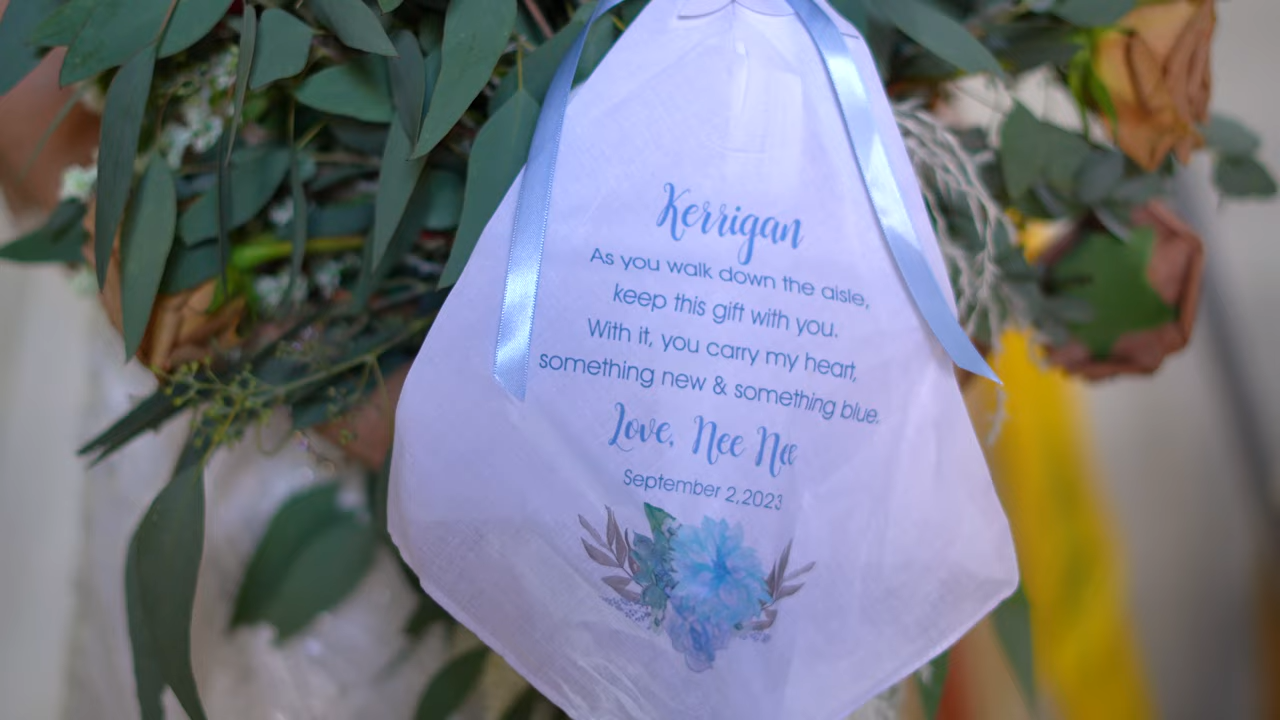 Kerrigan
As you walk down the aisle,
keep this gift with you.
With it, you carry my heart,
something new & something blue.
Love, Nee Nee
September 2,2023